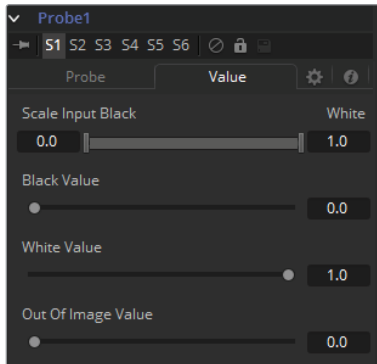 Probe1
S1 S2 S3 S4 S5 S6
Probe Value
Scale Input Black White
0.0 1.0
Black Value
0.0
White Value
1.0
Out Of Image Value
0.0